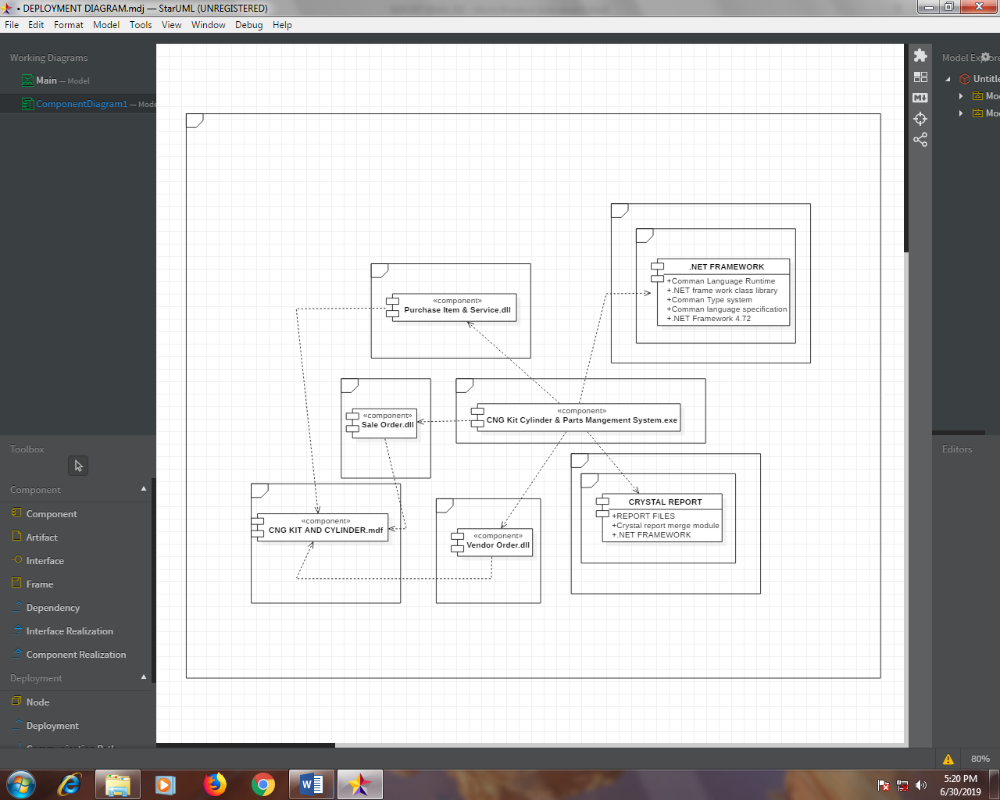 • DEPLOYMENT DIAGRAM.mdj — StarUML (UNREGISTERED)
File Edit Format Model Tools View Window Debug Help
Working Diagrams
Main — Model
ComponentDiagram1 — Mode
Model Explore
Untitle
Mo
Mo
.NET FRAMEWORK
+Comman Language Runtime
+.NET frame work class library
+Comman Type system
+Comman language specification
+.NET Framework 4.72
«component»
Purchase Item & Service.dll
«component»
Sale Order.dll
«component»
CNG Kit Cylinder & Parts Mangement System.exe
«component»
CNG KIT AND CYLINDER.mdf
«component»
Vendor Order.dll
CRYSTAL REPORT
+REPORT FILES
+Crystal report merge module
+.NET FRAMEWORK
Toolbox
Component
Component
Artifact
Interface
Frame
Dependency
Interface Realization
Component Realization
Deployment
Node
Deployment
Editors
80%
5:20 PM
6/30/2019